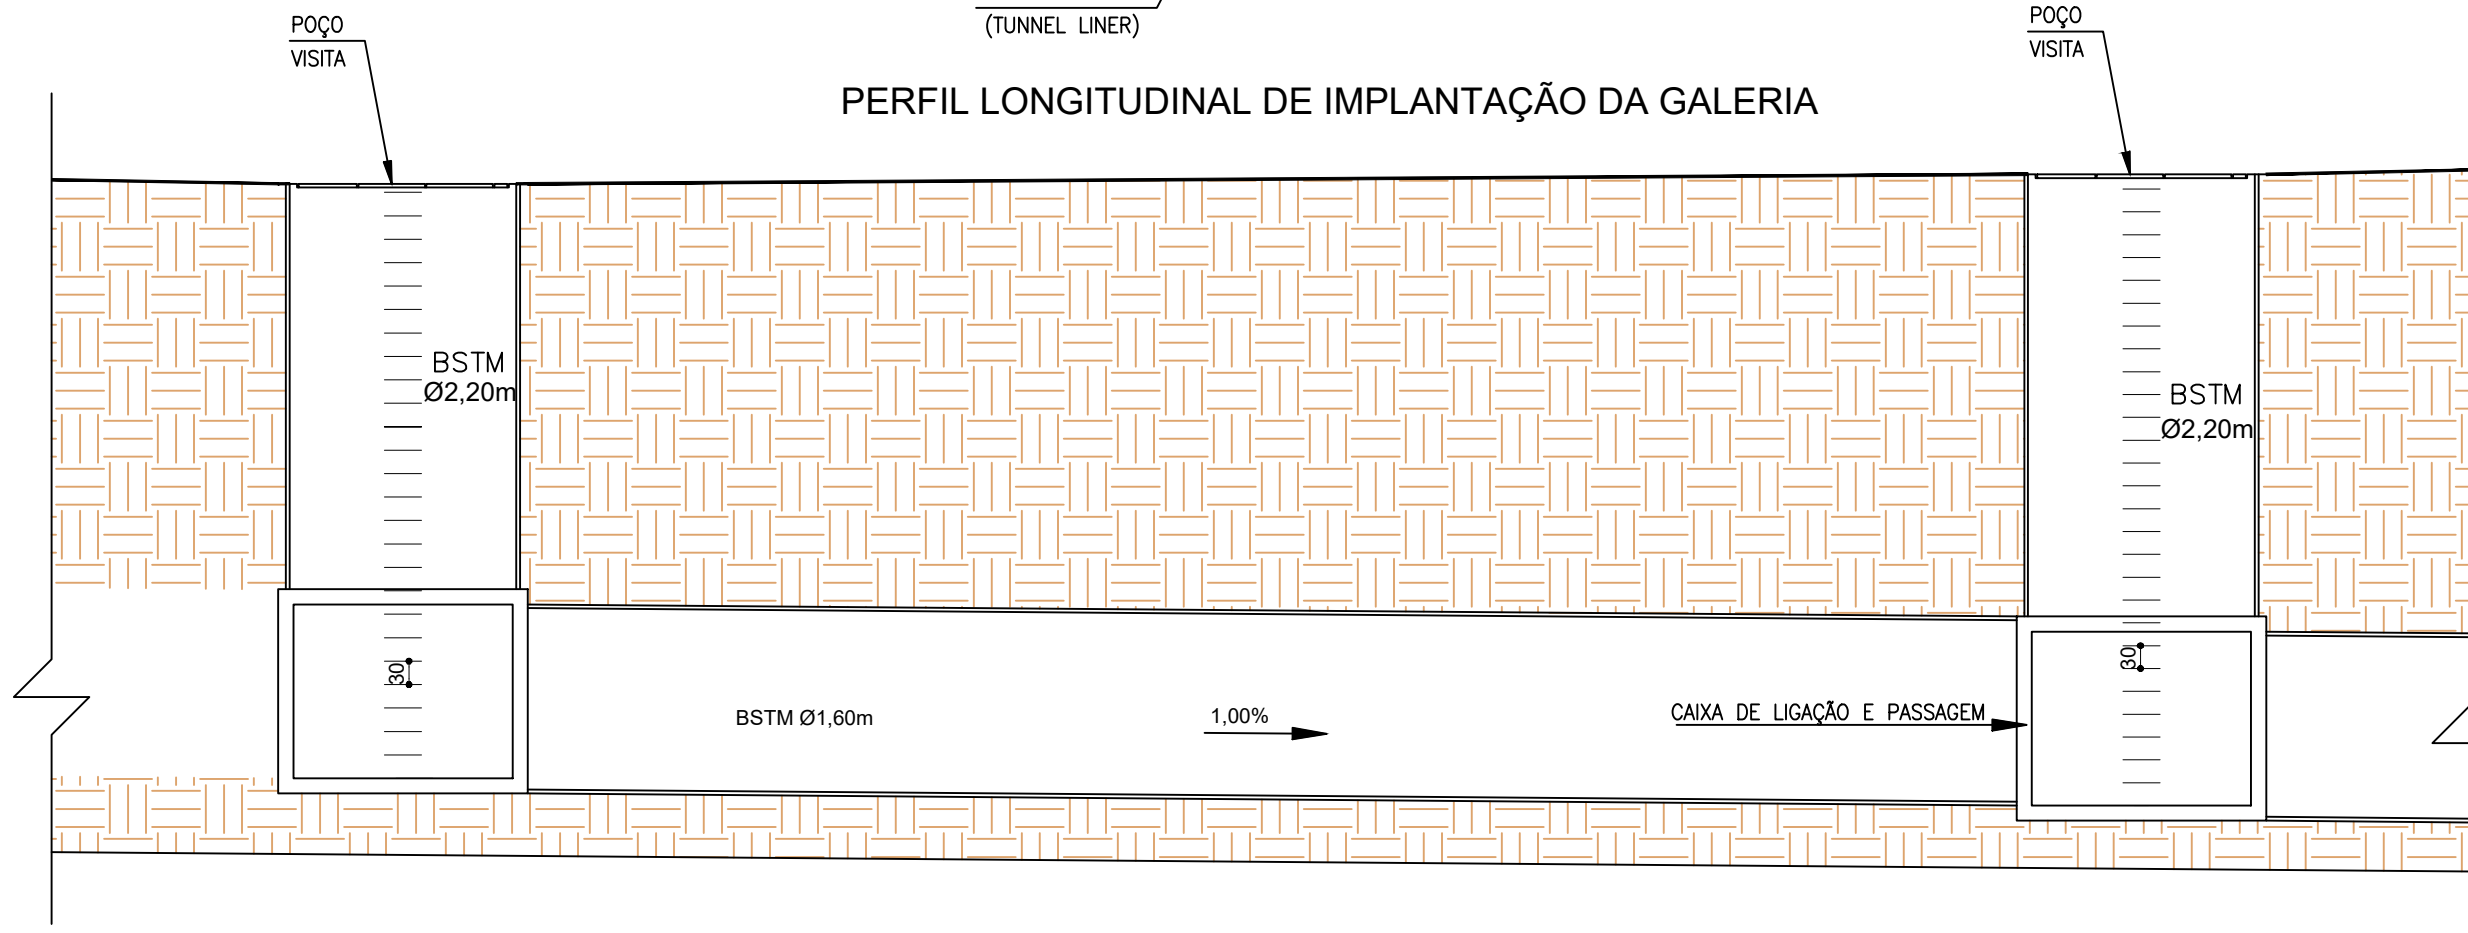 (TUNNEL LINER)
POÇO
VISITA
POÇO
VISITA
PERFIL LONGITUDINAL DE IMPLANTAÇÃO DA GALERIA
BSTM
Ø2,20m
BSTM
Ø2,20m
30
30
BSTM Ø1,60m
1,00%
CAIXA DE LIGAÇÃO E PASSAGEM